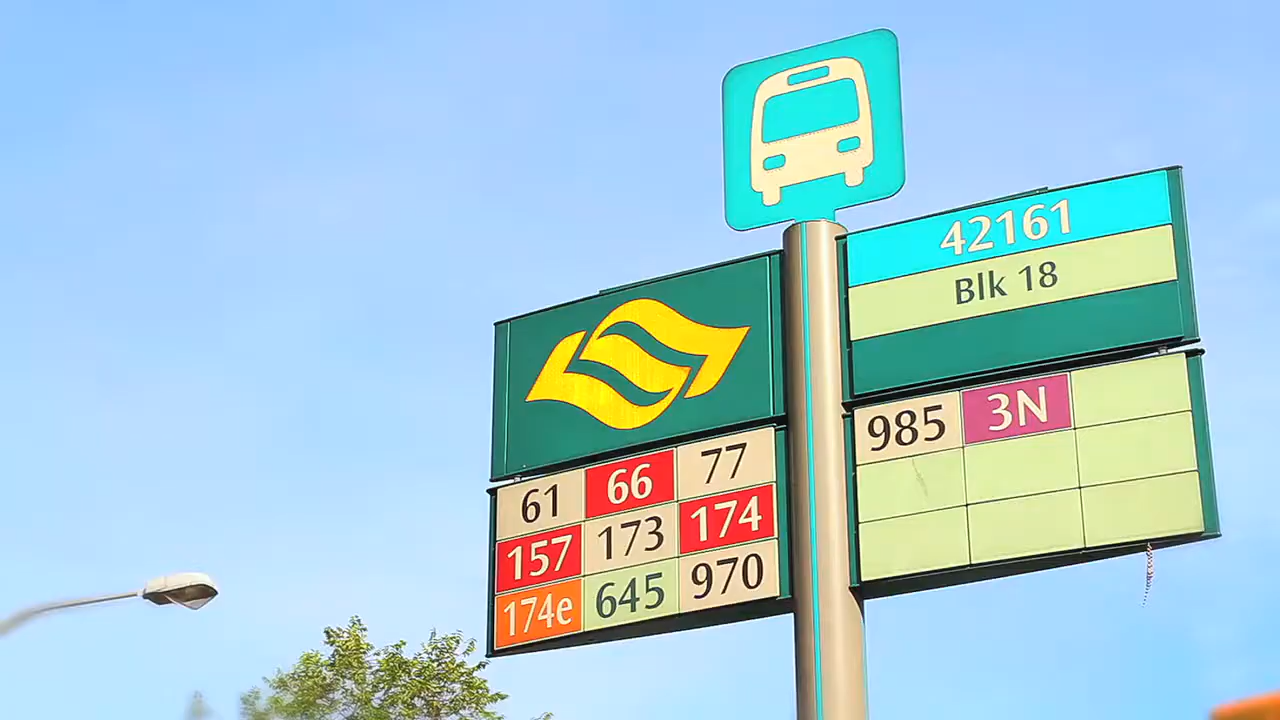 42161
Blk 18
61 66 77
157 173 174
174e 645 970
985 3N